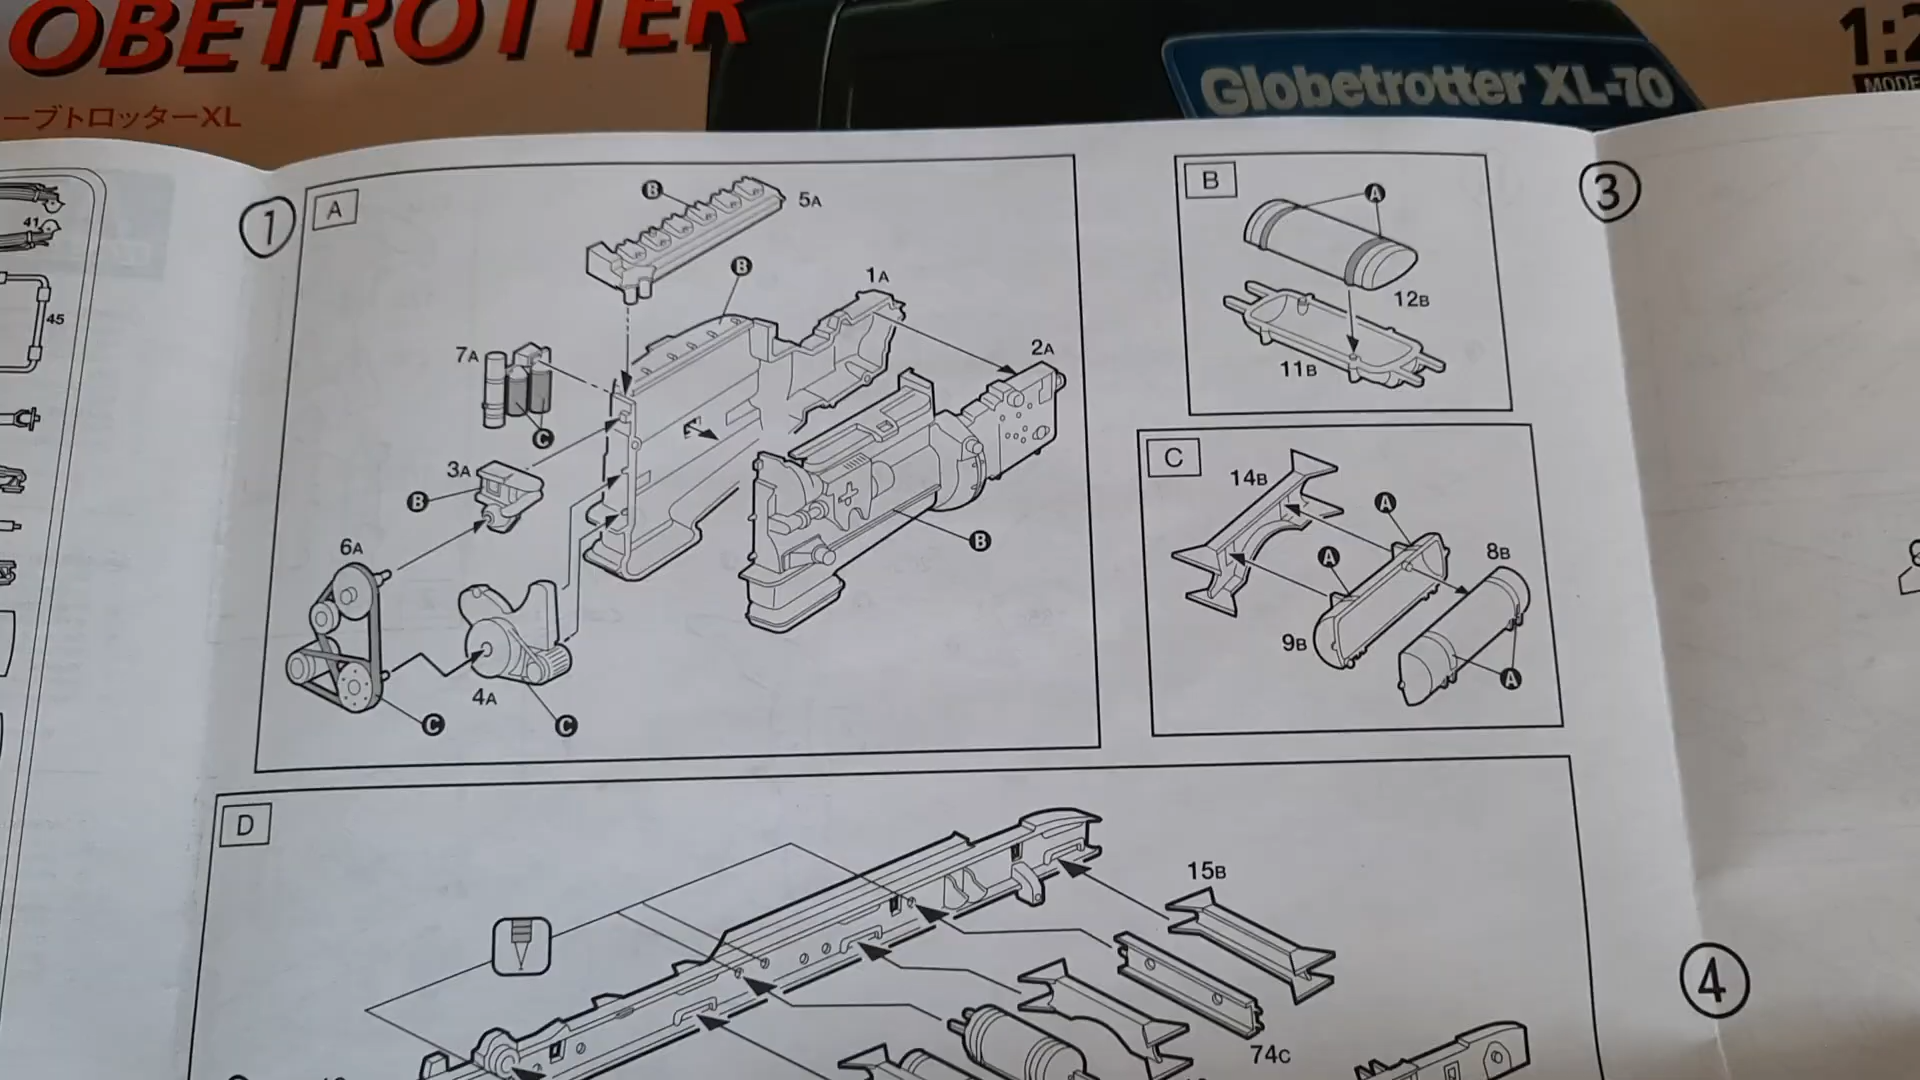 OBETROTTER
ーブトロッターXL
Globetrotter XL-70
1:2
MODE
41
45
1
A
B
5A
B
1A
2A
7A
C
3A
B
B
6A
4A
C
C
B
A
12B
11B
C
14B
A
A
8B
9B
A
3
D
15B
74C
4